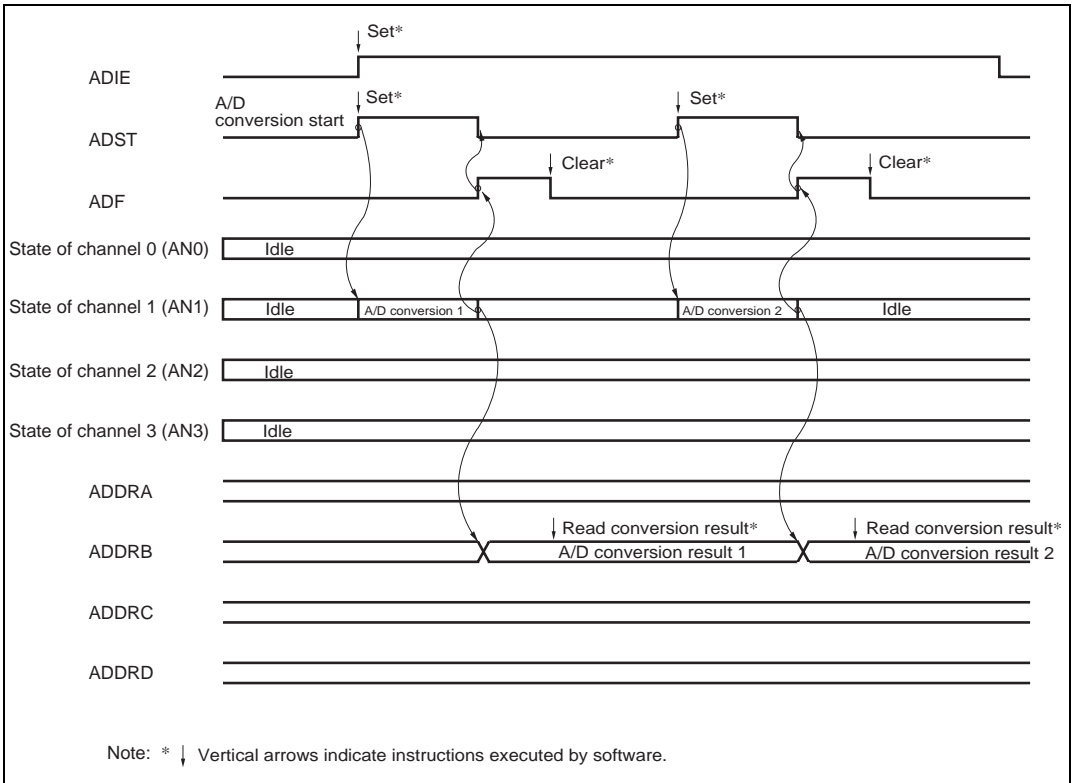 Set*
ADIE
A/D
conversion start
Set*
Set*
ADST
Clear*
Clear*
ADF
State of channel 0 (AN0)
Idle
State of channel 1 (AN1)
Idle
A/D conversion 1
A/D conversion 2
Idle
State of channel 2 (AN2)
Idle
State of channel 3 (AN3)
Idle
ADDRA
Read conversion result*
Read conversion result*
ADDRB
A/D conversion result 1
A/D conversion result 2
ADDRC
ADDRD
Note: * ↓ Vertical arrows indicate instructions executed by software.